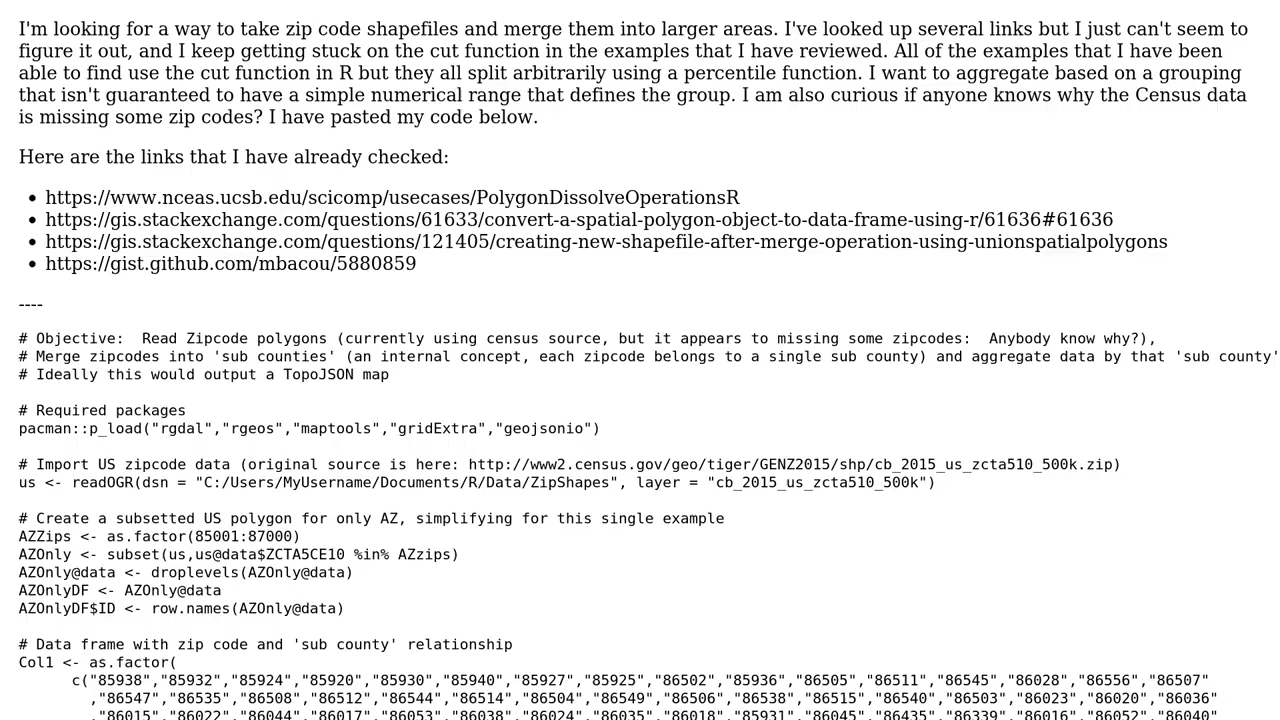 I'm looking for a way to take zip code shapefiles and merge them into larger areas. I've looked up several links but I just can't seem to
figure it out, and I keep getting stuck on the cut function in the examples that I have reviewed. All of the examples that I have been
able to find use the cut function in R but they all split arbitrarily using a percentile function. I want to aggregate based on a grouping
that isn't guaranteed to have a simple numerical range that defines the group. I am also curious if anyone knows why the Census data
is missing some zip codes? I have pasted my code below.
Here are the links that I have already checked:
• https://www.nceas.ucsb.edu/scicomp/usecases/PolygonDissolveOperationsR
• https://gis.stackexchange.com/questions/61633/convert-a-spatial-polygon-object-to-data-frame-using-r/61636#61636
• https://gis.stackexchange.com/questions/121405/creating-new-shapefile-after-merge-operation-using-unionspatialpolygons
• https://gist.github.com/mbacou/5880859
----
# Objective:  Read Zipcode polygons (currently using census source, but it appears to missing some zipcodes:  Anybody know why?),
# Merge zipcodes into 'sub counties' (an internal concept, each zipcode belongs to a single sub county) and aggregate data by that 'sub county'
# Ideally this would output a TopoJSON map
# Required packages
pacman::p_load("rgdal","rgeos","maptools","gridExtra","geojsonio")
# Import US zipcode data (original source is here: http://www2.census.gov/geo/tiger/GENZ2015/shp/cb_2015_us_zcta510_500k.zip)
us <- readOGR(dsn = "C:/Users/MyUsername/Documents/R/Data/ZipShapes", layer = "cb_2015_us_zcta510_500k")
# Create a subsetted US polygon for only AZ, simplifying for this single example
AZZips <- as.factor(85001:87000)
AZOnly <- subset(us,us@data$ZCTA5CE10 %in% AZzips)
AZOnly@data <- droplevels(AZOnly@data)
AZOnlyDF <- AZOnly@data
AZOnlyDF$ID <- row.names(AZOnly@data)
# Data frame with zip code and 'sub county' relationship
Col1 <- as.factor(
c("85938","85932","85924","85920","85930","85940","85927","85925","86502","85936","86505","86511","86545","86028","86556","86507"
,"86547","86535","86508","86512","86544","86514","86504","86549","86506","86538","86515","86540","86503","86023","86020","86036"
,"86015","86022","86044","86017","86053","86038","86024","86035","86018","85931","86045","86435","86339","86016","86052","86040"